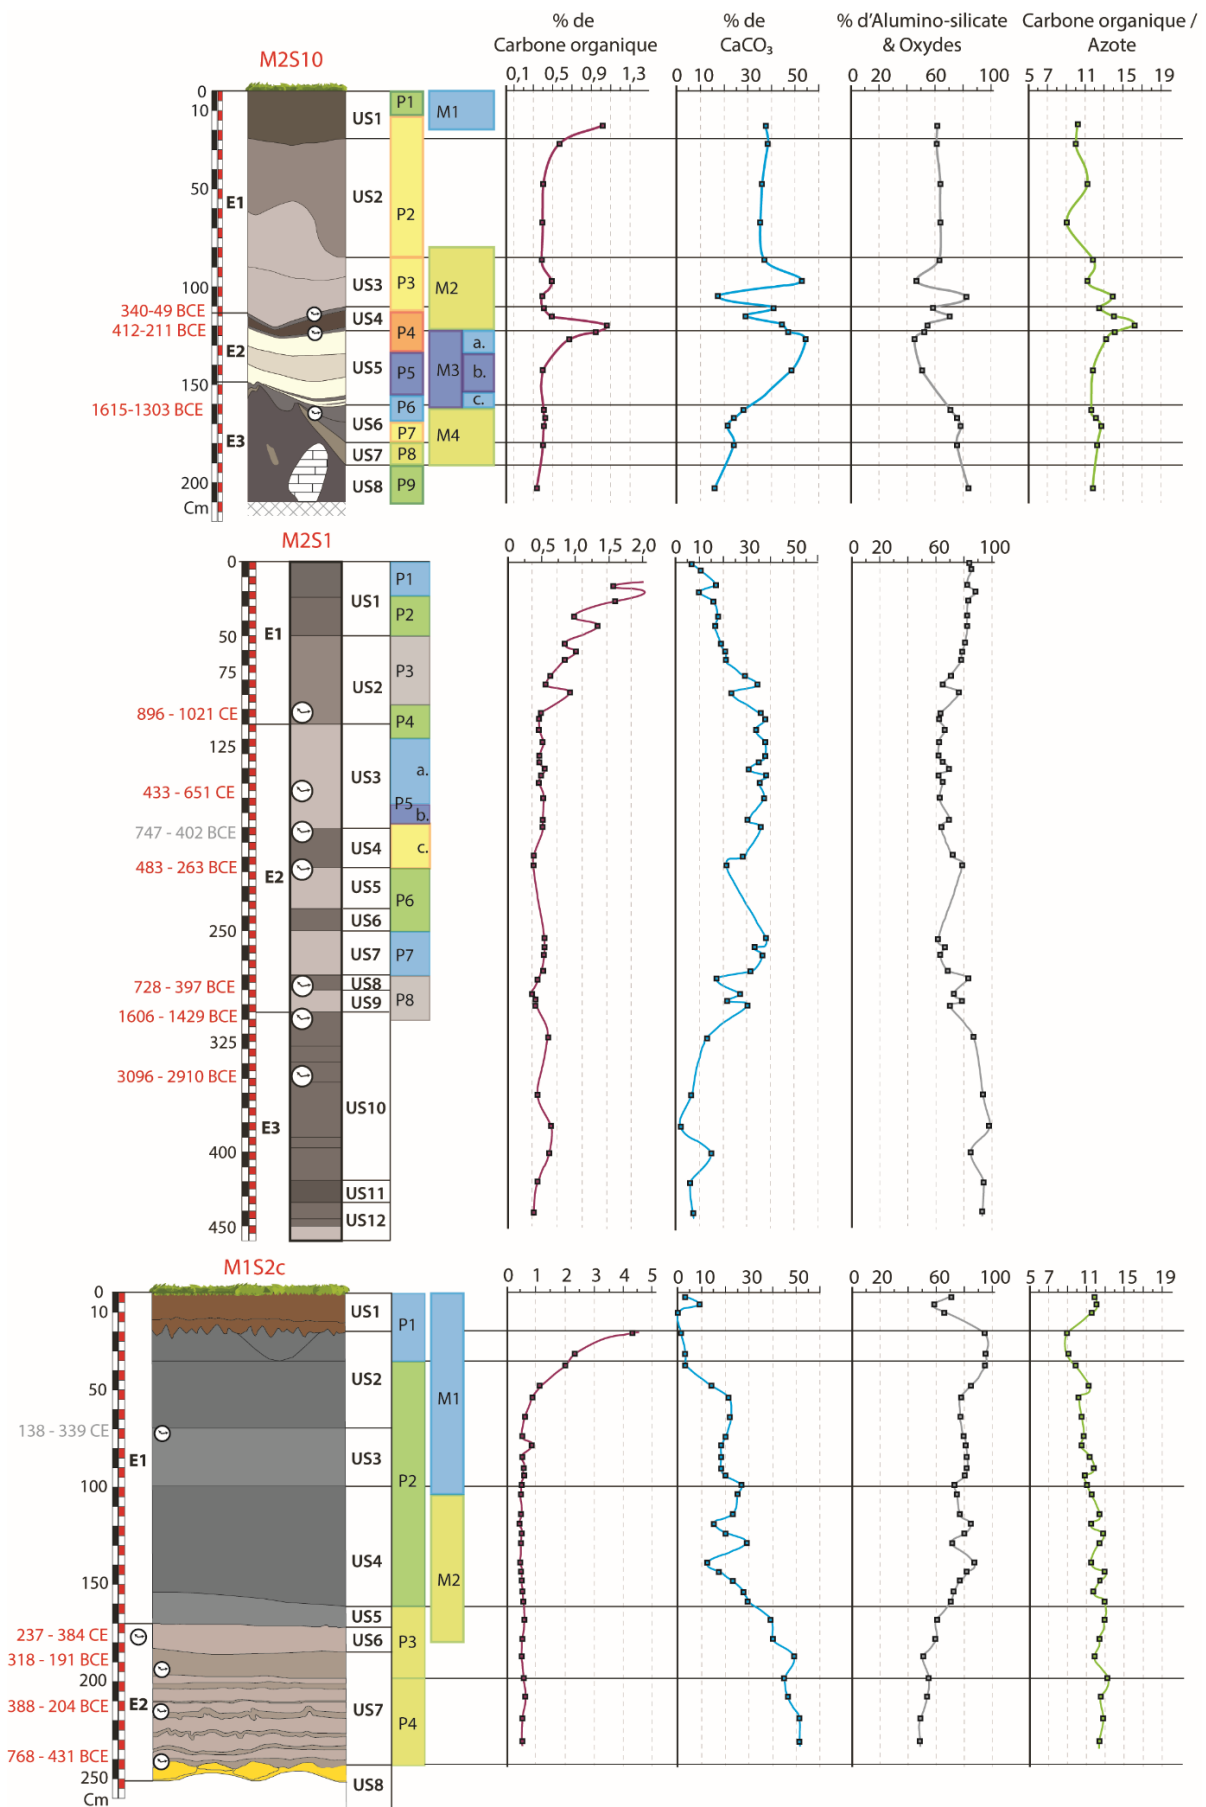 % de
Carbone organique
% de
CaCO₃
% d'Alumino-silicate
& Oxydes
Carbone organique /
Azote
M2S10
0,1 0,5 0,9 1,3
0 10 30 50
0 20 60 100
5 7 11 15 19
0
10
50
100
150
200
Cm
340-49 BCE
412-211 BCE
1615-1303 BCE
E1
E2
E3
US1
US2
US3
US4
US5
US6
US7
US8
P1
P2
P3
P4
P5
P6
P7
P8
P9
M1
M2
M3
a.
b.
c.
M4
M2S1
0 0,5 1,0 1,5 2,0
0 10 30 50
0 20 60 100
0
50
75
125
250
325
400
450
896 - 1021 CE
433 - 651 CE
747 - 402 BCE
483 - 263 BCE
728 - 397 BCE
1606 - 1429 BCE
3096 - 2910 BCE
E1
E2
E3
US1
US2
US3
US4
US5
US6
US7
US8
US9
US10
US11
US12
P1
P2
P3
P4
a.
P5
b.
c.
P6
P7
P8
M1S2c
0 1 2 3 4 5
0 10 30 50
0 20 60 100
5 7 11 15 19
0
10
50
100
150
200
250
Cm
138 - 339 CE
237 - 384 CE
318 - 191 BCE
388 - 204 BCE
768 - 431 BCE
E1
E2
US1
US2
US3
US4
US5
US6
US7
US8
P1
P2
P3
P4
M1
M2